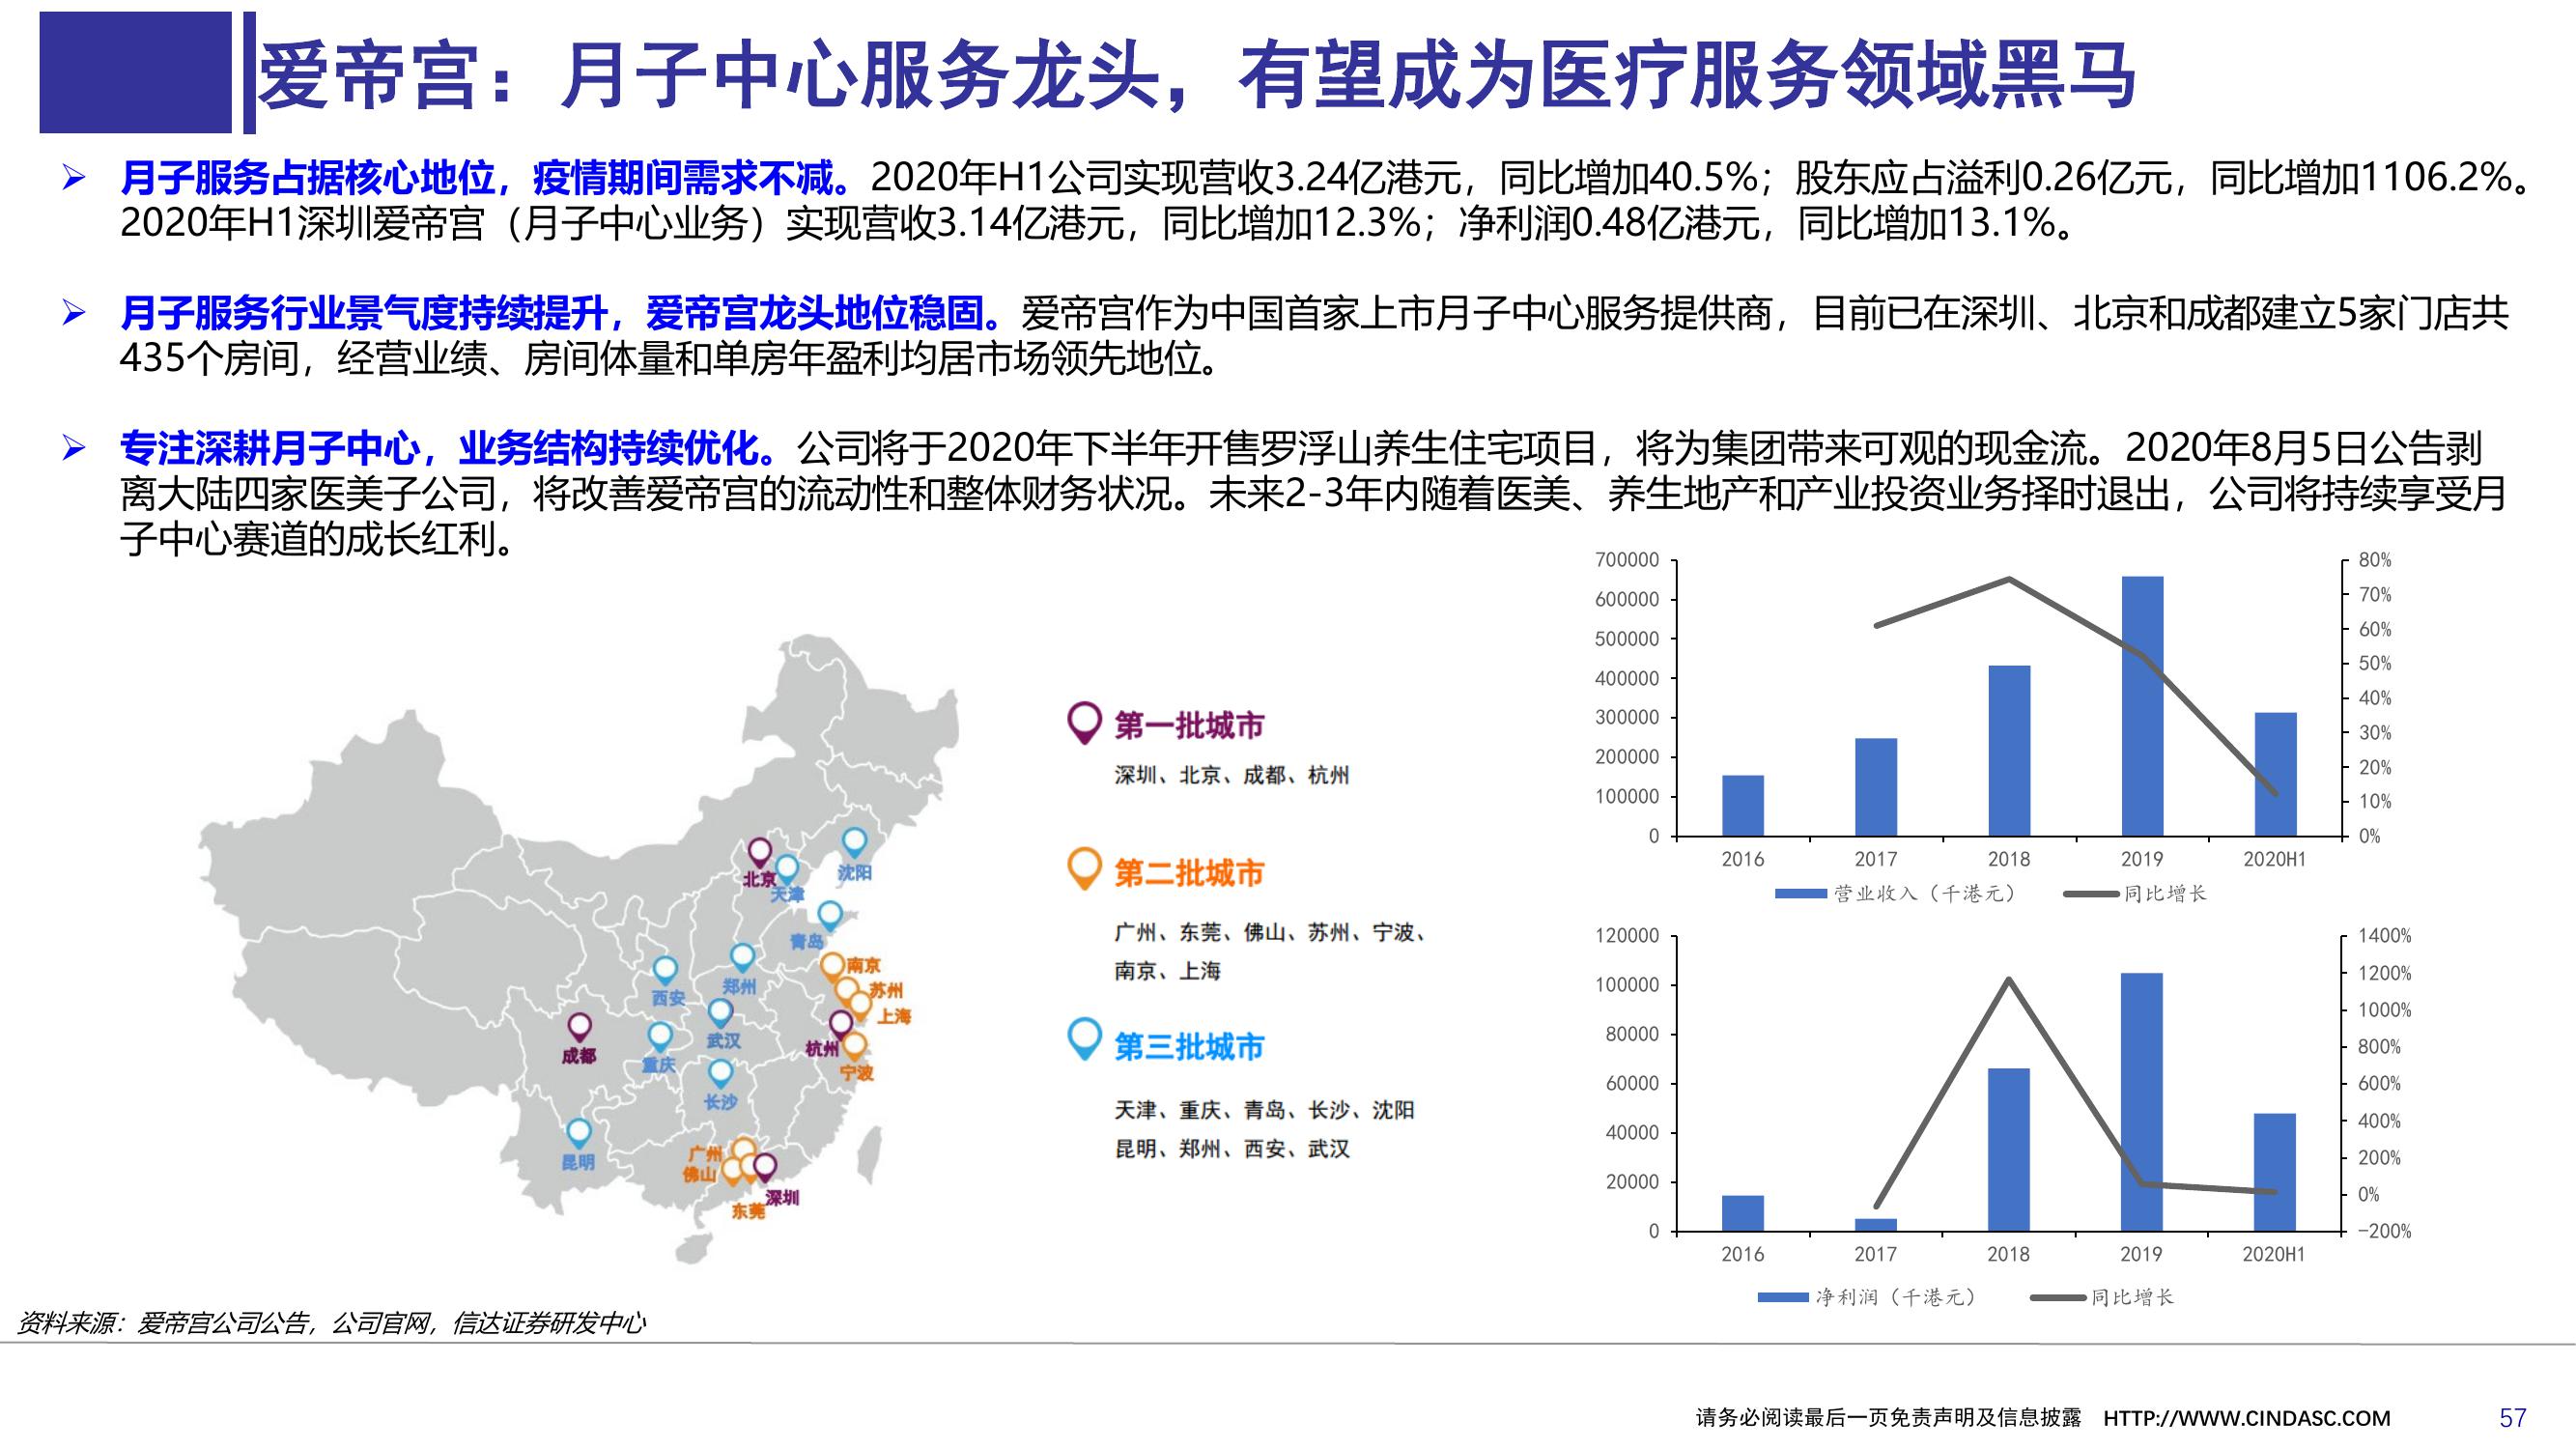 爱帝宫：月子中心服务龙头，有望成为医疗服务领域黑马
➢ 月子服务占据核心地位，疫情期间需求不减。2020年H1公司实现营收3.24亿港元，同比增加40.5%；股东应占溢利0.26亿元，同比增加1106.2%。
2020年H1深圳爱帝宫（月子中心业务）实现营收3.14亿港元，同比增加12.3%；净利润0.48亿港元，同比增加13.1%。
➢ 月子服务行业景气度持续提升，爱帝宫龙头地位稳固。爱帝宫作为中国首家上市月子中心服务提供商，目前已在深圳、北京和成都建立5家门店共
435个房间，经营业绩、房间体量和单房年盈利均居市场领先地位。
➢ 专注深耕月子中心，业务结构持续优化。公司将于2020年下半年开售罗浮山养生住宅项目，将为集团带来可观的现金流。2020年8月5日公告剥
离大陆四家医美子公司，将改善爱帝宫的流动性和整体财务状况。未来2-3年内随着医美、养生地产和产业投资业务择时退出，公司将持续享受月
子中心赛道的成长红利。
北京
天津
沈阳
青岛
南京
苏州
上海
郑州
西安
武汉
杭州
宁波
成都
重庆
长沙
昆明
广州
佛山
深圳
东莞
第一批城市
深圳、北京、成都、杭州
第二批城市
广州、东莞、佛山、苏州、宁波、
南京、上海
第三批城市
天津、重庆、青岛、长沙、沈阳
昆明、郑州、西安、武汉
700000
600000
500000
400000
300000
200000
100000
0
80%
70%
60%
50%
40%
30%
20%
10%
0%
2016 2017 2018 2019 2020H1
营业收入（千港元） 同比增长
120000
100000
80000
60000
40000
20000
0
1400%
1200%
1000%
800%
600%
400%
200%
0%
-200%
2016 2017 2018 2019 2020H1
净利润（千港元） 同比增长
资料来源：爱帝宫公司公告，公司官网，信达证券研发中心
请务必阅读最后一页免责声明及信息披露 HTTP://WWW.CINDASC.COM 57